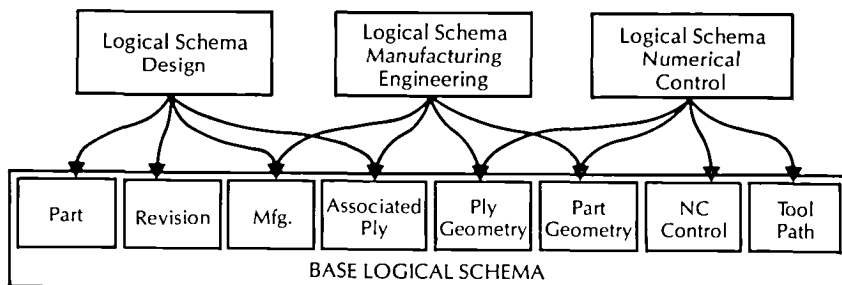 Logical Schema
Design
Logical Schema
Manufacturing
Engineering
Logical Schema
Numerical
Control
Part
Revision
Mfg.
Associated
Ply
Ply
Geometry
Part
Geometry
NC
Control
Tool
Path
BASE LOGICAL SCHEMA